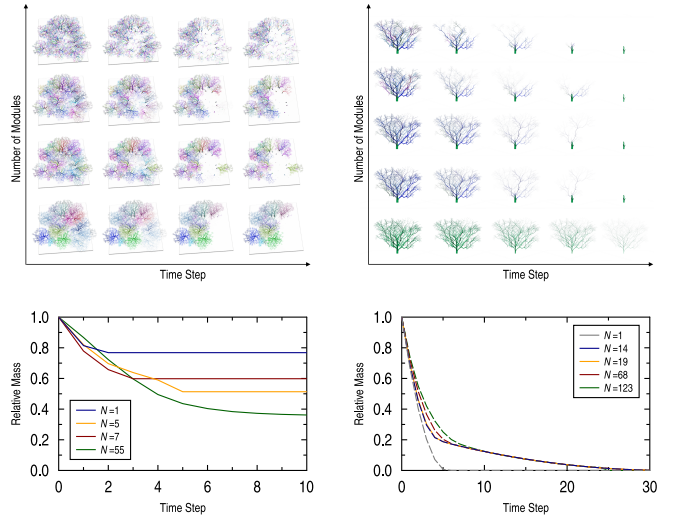 Number of Modules
Time Step
Number of Modules
Time Step
Relative Mass
1.0
0.8
0.6
0.4
0.2
0.0
0 2 4 6 8 10
Time Step
N =1
N =5
N =7
N =55
Relative Mass
1.0
0.8
0.6
0.4
0.2
0.0
0 10 20 30
Time Step
N =1
N =14
N =19
N =68
N =123